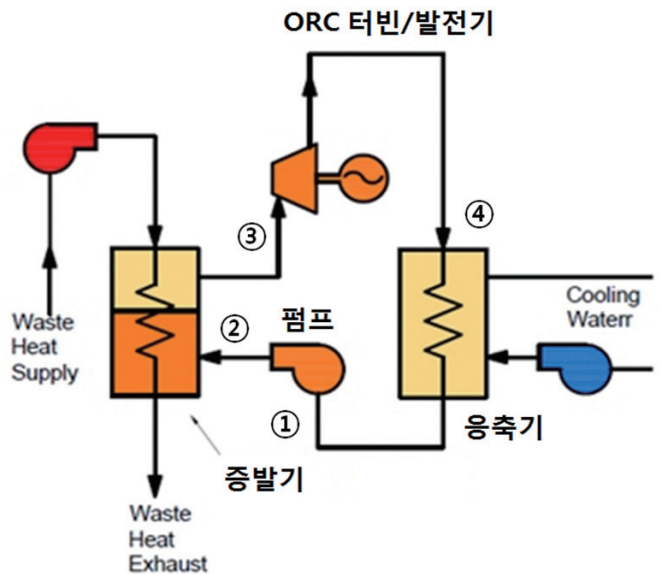 ORC 터빈/발전기
③
④
Waste
Heat
Supply
②
펌프
Cooling
Waterr
①
응축기
증발기
Waste
Heat
Exhaust